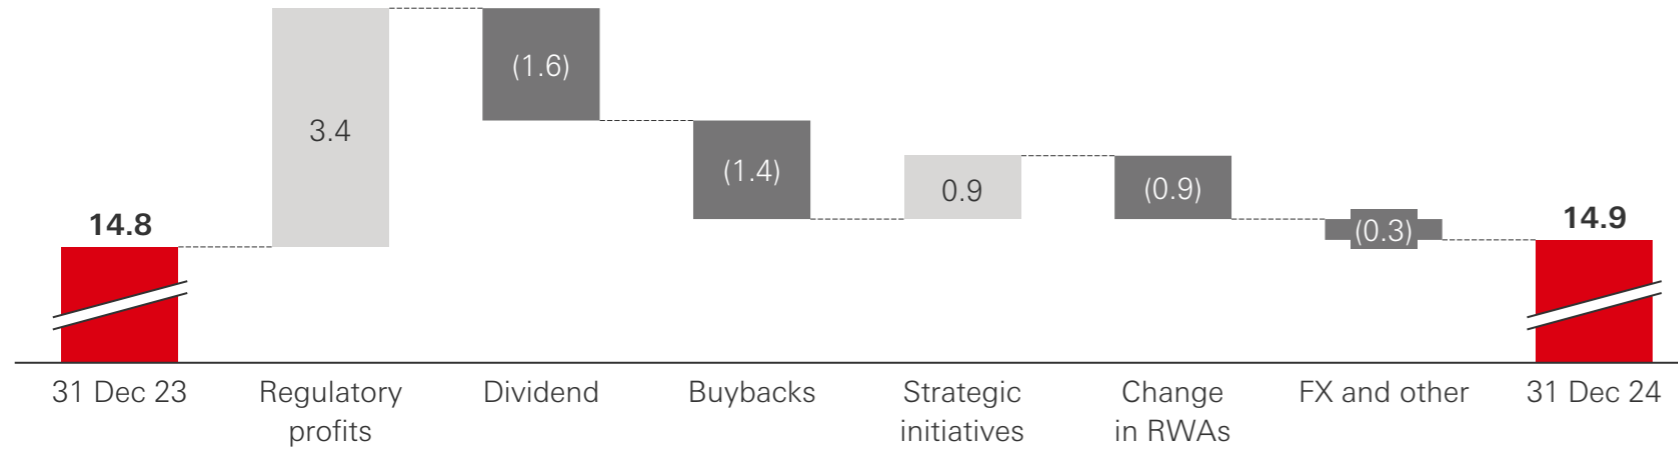 (1.6)
3.4
(1.4)
0.9
(0.9)
14.8
14.9
(0.3)
31 Dec 23
Regulatory
profits
Dividend
Buybacks
Strategic
initiatives
Change
in RWAs
FX and other
31 Dec 24